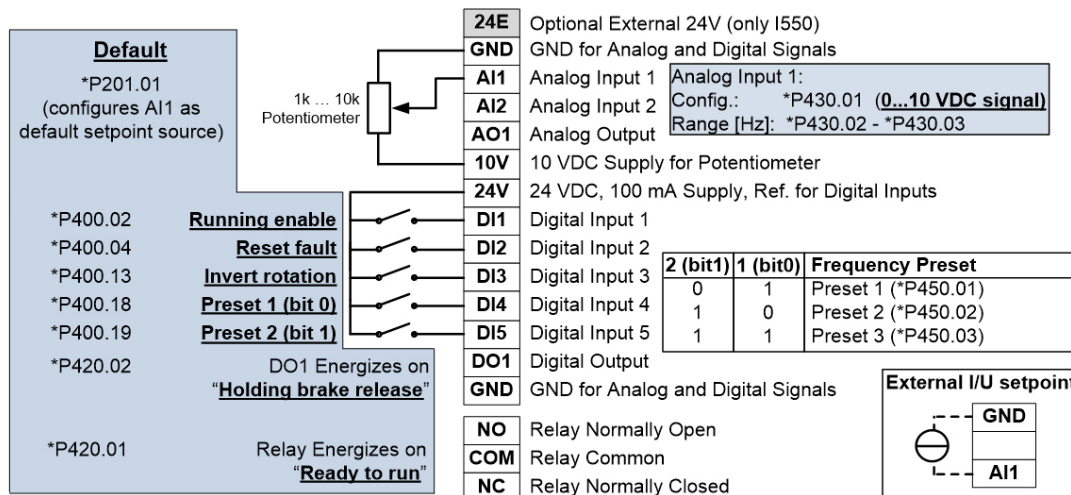 Default
*P201.01
(configures AI1 as
default setpoint source)
1k ... 10k
Potentiometer
24E Optional External 24V (only I550)
GND GND for Analog and Digital Signals
AI1 Analog Input 1
AI2 Analog Input 2
AO1 Analog Output
10V 10 VDC Supply for Potentiometer
24V 24 VDC, 100 mA Supply, Ref. for Digital Inputs
Analog Input 1:
Config.: *P430.01 (0...10 VDC signal)
Range [Hz]: *P430.02 - *P430.03
*P400.02 Running enable DI1 Digital Input 1
*P400.04 Reset fault DI2 Digital Input 2
*P400.13 Invert rotation DI3 Digital Input 3
*P400.18 Preset 1 (bit 0) DI4 Digital Input 4
*P400.19 Preset 2 (bit 1) DI5 Digital Input 5
2 (bit1) 1 (bit0) Frequency Preset
0 1 Preset 1 (*P450.01)
1 0 Preset 2 (*P450.02)
1 1 Preset 3 (*P450.03)
*P420.02 DO1 Energizes on
“Holding brake release”
DO1 Digital Output
GND GND for Analog and Digital Signals
*P420.01 Relay Energizes on
“Ready to run”
NO Relay Normally Open
COM Relay Common
NC Relay Normally Closed
External I/U setpoint
GND
AI1